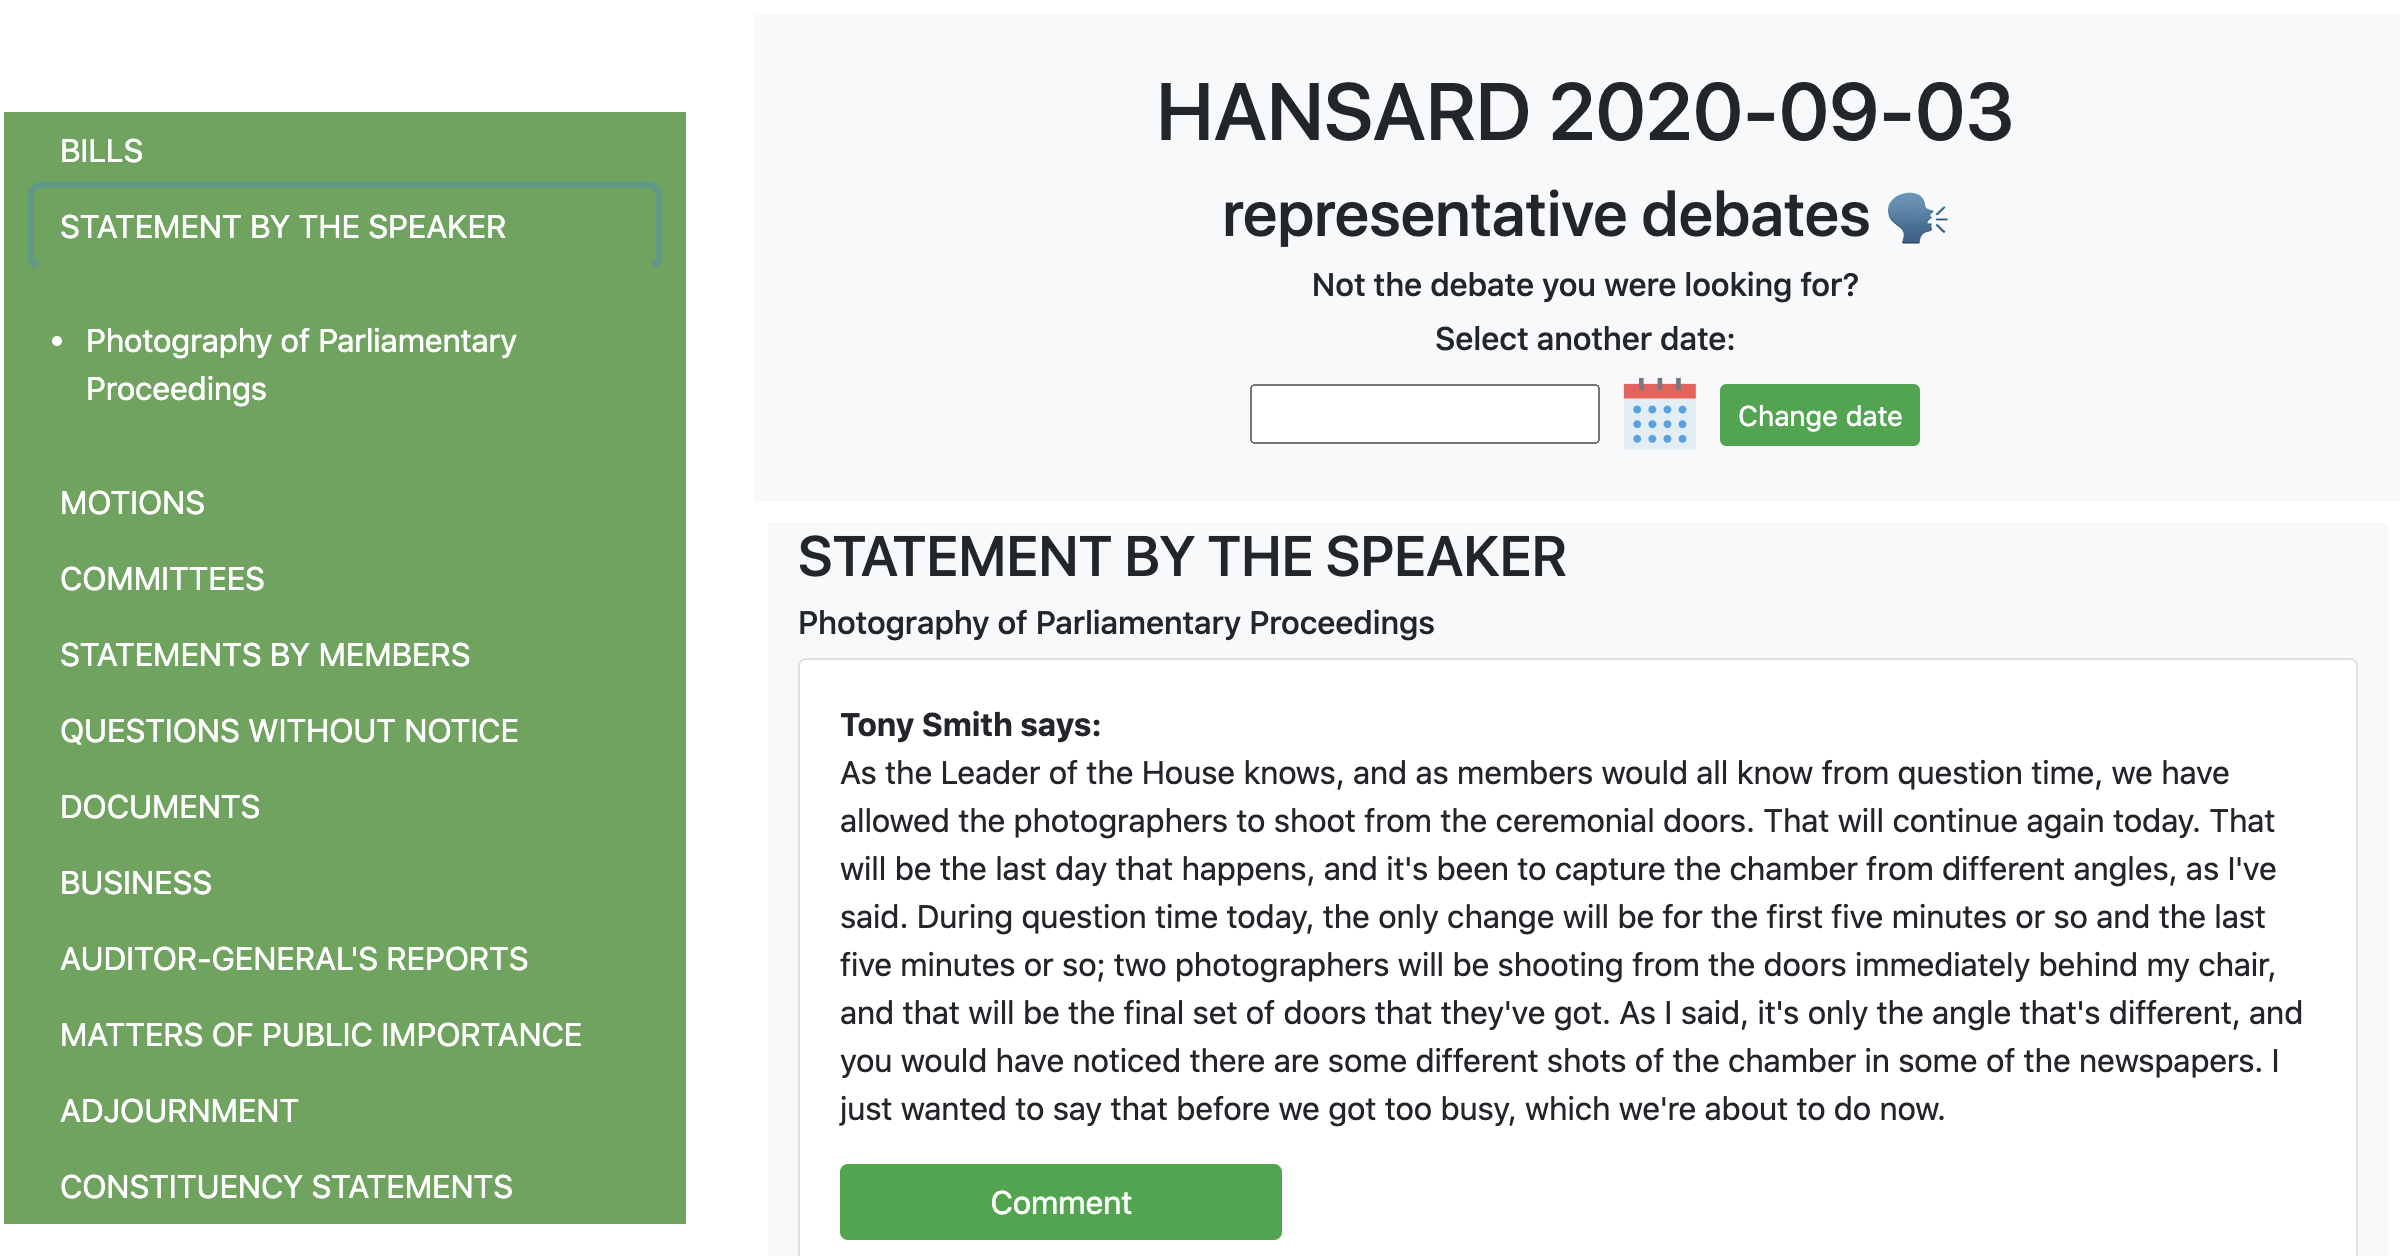 BILLS
STATEMENT BY THE SPEAKER
Photography of Parliamentary
Proceedings
MOTIONS
COMMITTEES
STATEMENTS BY MEMBERS
QUESTIONS WITHOUT NOTICE
DOCUMENTS
BUSINESS
AUDITOR-GENERAL'S REPORTS
MATTERS OF PUBLIC IMPORTANCE
ADJOURNMENT
CONSTITUENCY STATEMENTS
HANSARD 2020-09-03
representative debates
Not the debate you were looking for?
Select another date:
Change date
STATEMENT BY THE SPEAKER
Photography of Parliamentary Proceedings
Tony Smith says:
As the Leader of the House knows, and as members would all know from question time, we have
allowed the photographers to shoot from the ceremonial doors. That will continue again today. That
will be the last day that happens, and it's been to capture the chamber from different angles, as I've
said. During question time today, the only change will be for the first five minutes or so and the last
five minutes or so; two photographers will be shooting from the doors immediately behind my chair,
and that will be the final set of doors that they've got. As I said, it's only the angle that's different, and
you would have noticed there are some different shots of the chamber in some of the newspapers. I
just wanted to say that before we got too busy, which we're about to do now.
Comment